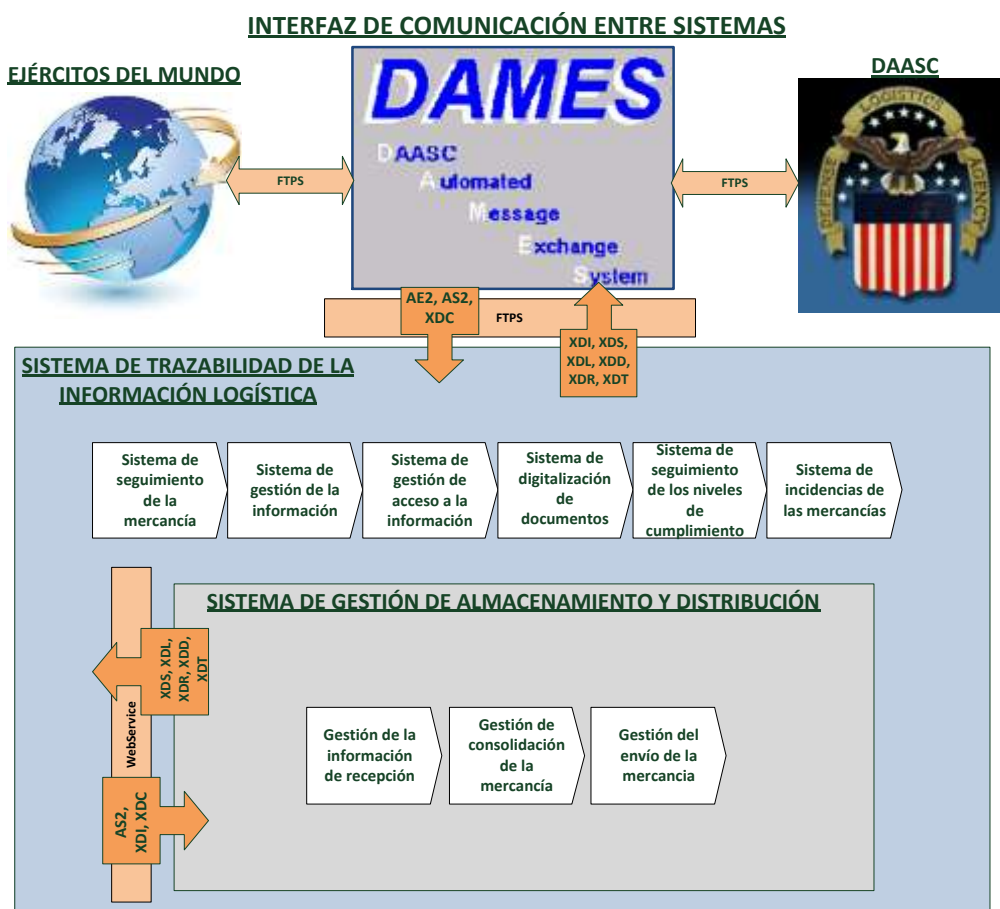 INTERFAZ DE COMUNICACIÓN ENTRE SISTEMAS
EJÉRCITOS DEL MUNDO
DAASC
DAMES
DAASC
Automated
Message
Exchange
System
FTPS
FTPS
DEFENSE
LOGISTICS
AGENCY
AE2, AS2,
XDC
FTPS
XDI, XDS,
XDL, XDD,
XDR, XDT
SISTEMA DE TRAZABILIDAD DE LA
INFORMACIÓN LOGÍSTICA
Sistema de
seguimiento
de la
mercancía
Sistema de
gestión de la
información
Sistema de
gestión de
acceso a la
información
Sistema de
digitalización
de
documentos
Sistema de
seguimiento
de los niveles
de
cumplimiento
Sistema de
incidencias de
las mercancías
SISTEMA DE GESTIÓN DE ALMACENAMIENTO Y DISTRIBUCIÓN
XDS, XDL,
XDR, XDD,
XDT
WebService
AS2,
XDI, XDC
Gestión de la
información
de recepción
Gestión de
consolidación
de la
mercancía
Gestión del
envío de la
mercancia